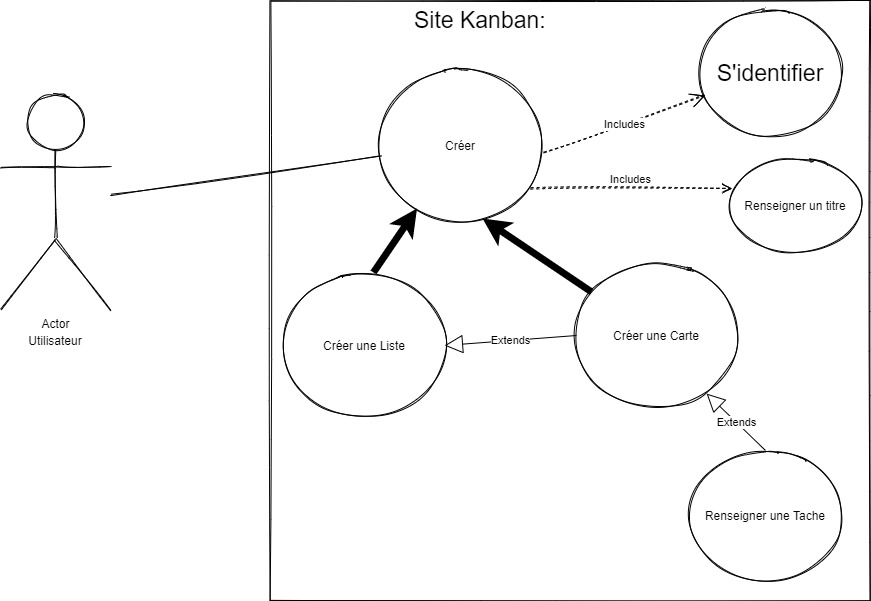 Site Kanban:
S'identifier
Includes
Créer
Includes
Renseigner un titre
Actor
Utilisateur
Créer une Liste
Extends
Créer une Carte
Extends
Renseigner une Tache